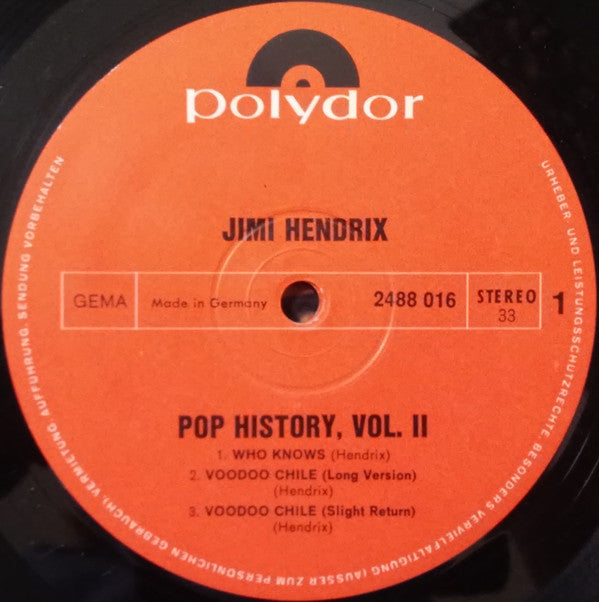 polydor
JIMI HENDRIX
GEMA Made in Germany 2488 016 STEREO 33 1
POP HISTORY, VOL. II
1. WHO KNOWS (Hendrix)
2. VOODOO CHILE (Long Version)
(Hendrix)
3. VOODOO CHILE (Slight Return)
(Hendrix)
URHEBER- UND LEISTUNGSSCHUTZRECHTE, BESONDERS VERVIELFÄLTIGUNG (AUSSER ZUM PERSÖNLICHEN GEBRAUCH), VERMIETUNG, AUFFÜHRUNG, SENDUNG VORBEHALTEN